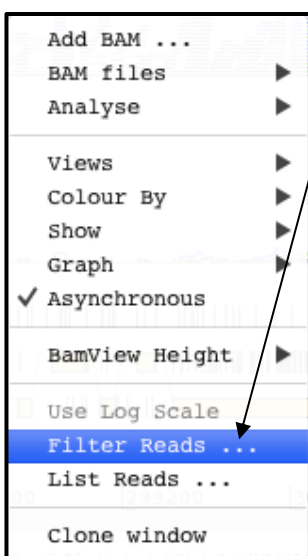 Add BAM ...
BAM files
Analyse
Views
Colour By
Show
Graph
✓ Asynchronous
BamView Height
Use Log Scale
Filter Reads ...
List Reads ...
299200
Clone window